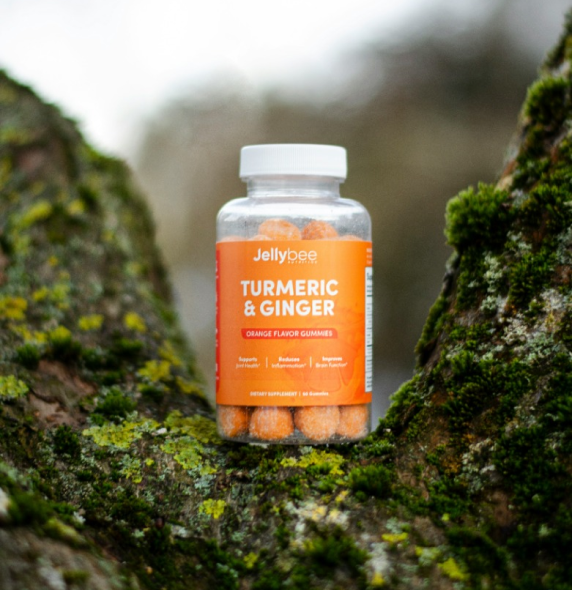 Jellybee
TURMERIC
& GINGER
ORANGE FLAVOR GUMMIES
Supports Reduces Improves
Joint Health* Inflammation* Brain Function*
DIETARY SUPPLEMENT | 60 Gummies